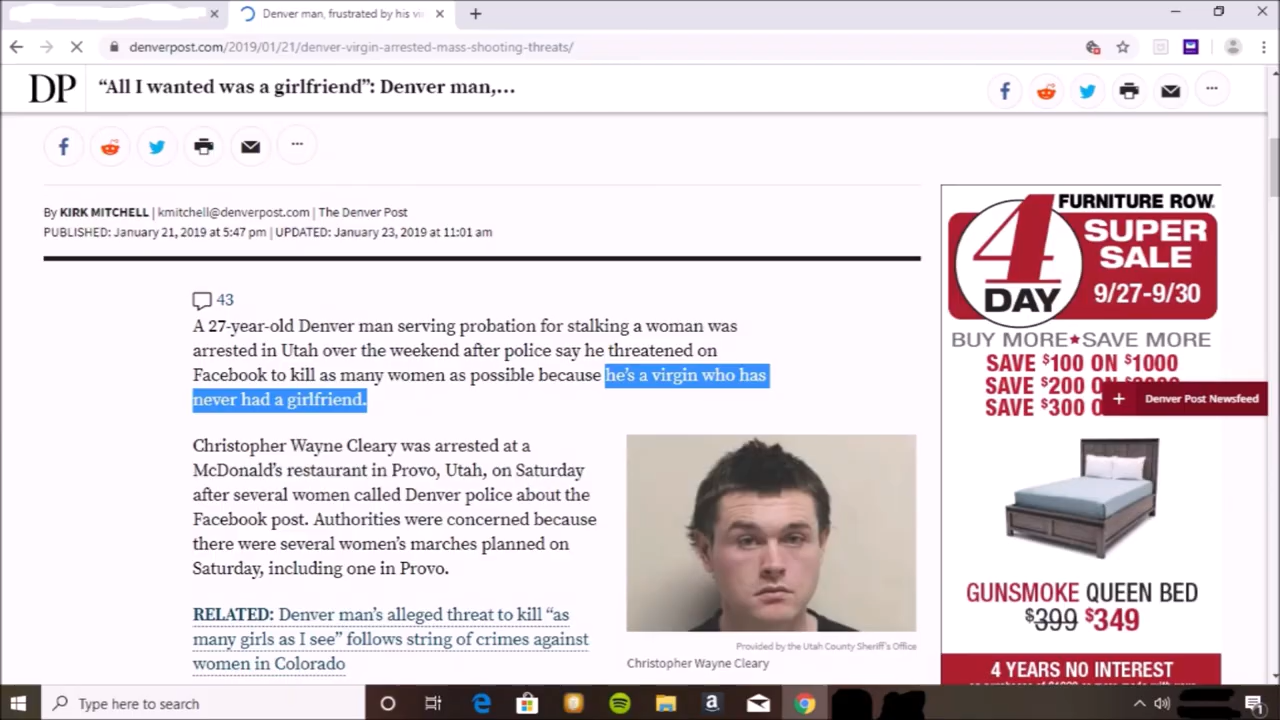 Denver man, frustrated by his vi
denverpost.com/2019/01/21/denver-virgin-arrested-mass-shooting-threats/
DP
“All I wanted was a girlfriend”: Denver man,...
By KIRK MITCHELL | kmitchell@denverpost.com | The Denver Post
PUBLISHED: January 21, 2019 at 5:47 pm | UPDATED: January 23, 2019 at 11:01 am
43
A 27-year-old Denver man serving probation for stalking a woman was
arrested in Utah over the weekend after police say he threatened on
Facebook to kill as many women as possible because he’s a virgin who has
never had a girlfriend.
Christopher Wayne Cleary was arrested at a
McDonald’s restaurant in Provo, Utah, on Saturday
after several women called Denver police about the
Facebook post. Authorities were concerned because
there were several women’s marches planned on
Saturday, including one in Provo.
RELATED: Denver man’s alleged threat to kill “as
many girls as I see” follows string of crimes against
women in Colorado
Provided by the Utah County Sheriff’s Office
Christopher Wayne Cleary
FURNITURE ROW
4
DAY
SUPER
SALE
9/27-9/30
BUY MORE★SAVE MORE
SAVE $100 ON $1000
SAVE $200 ON
SAVE $300 O
Denver Post Newsfeed
GUNSMOKE QUEEN BED
$399 $349
4 YEARS NO INTEREST
Type here to search
1